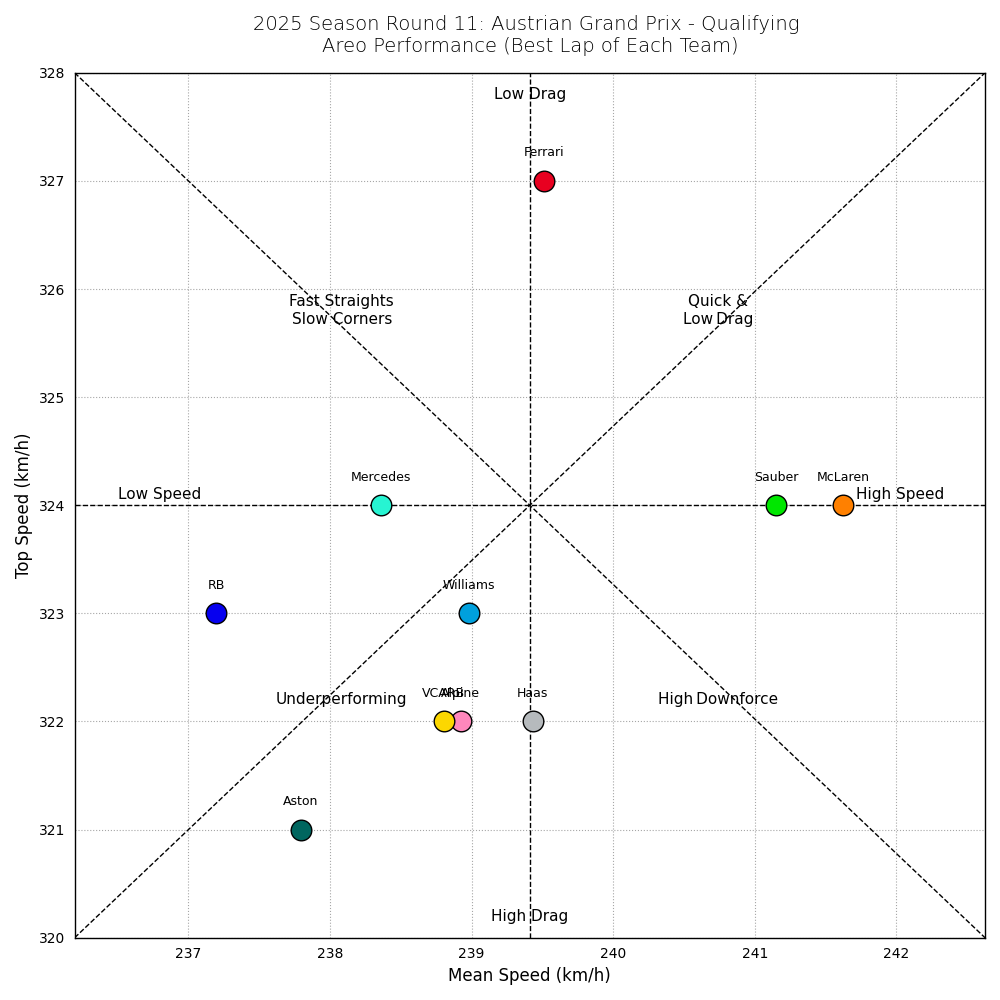 2025 Season Round 11: Austrian Grand Prix - Qualifying
Areo Performance (Best Lap of Each Team)
328
Low Drag
Ferrari
327
326
Fast Straights
Slow Corners
Quick &
Low Drag
325
Mercedes
Sauber
McLaren
Low Speed
High Speed
324
RB
Williams
323
Underperforming
VCARB
Alpine
Haas
High Downforce
322
Aston
321
High Drag
320
237
238
239
240
241
242
Mean Speed (km/h)
Top Speed (km/h)